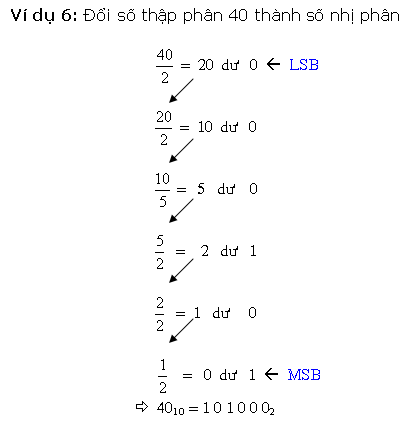 Ví dụ 6: Đổi số thập phân 40 thành số nhị phân
40/2 = 20 dư 0 ← LSB
20/2 = 10 dư 0
10/5 = 5 dư 0
5/2 = 2 dư 1
2/2 = 1 dư 0
1/2 = 0 dư 1 ← MSB
⇨ 40₁₀ = 1 0 1 0 0 0₂